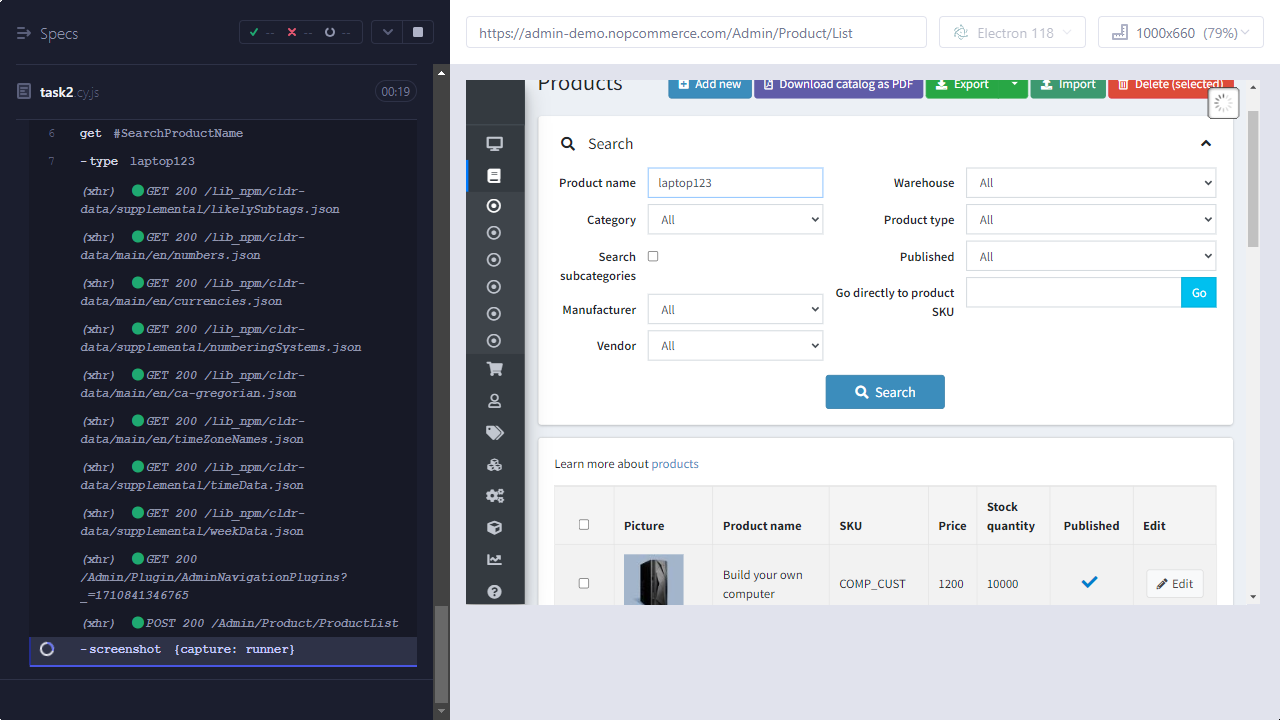 Specs
--
--
--
task2.cy.js
00:19
6 get #SearchProductName
7 -type laptop123
(xhr) GET 200 /lib_npm/cldr-
data/supplemental/likelySubtags.json
(xhr) GET 200 /lib_npm/cldr-
data/main/en/numbers.json
(xhr) GET 200 /lib_npm/cldr-
data/main/en/currencies.json
(xhr) GET 200 /lib_npm/cldr-
data/supplemental/numberingSystems.json
(xhr) GET 200 /lib_npm/cldr-
data/main/en/ca-gregorian.json
(xhr) GET 200 /lib_npm/cldr-
data/main/en/timeZoneNames.json
(xhr) GET 200 /lib_npm/cldr-
data/supplemental/timeData.json
(xhr) GET 200 /lib_npm/cldr-
data/supplemental/weekData.json
(xhr) GET 200
/Admin/Plugin/AdminNavigationPlugins?
_=1710841346765
(xhr) POST 200 /Admin/Product/ProductList
-screenshot {capture: runner}
https://admin-demo.nopcommerce.com/Admin/Product/List
Electron 118
1000x660 (79%)
Products
Add new
Download catalog as PDF
Export
Import
Delete (selected)
Search
Product name laptop123
Category All
Search
subcategories
Manufacturer All
Vendor All
Warehouse All
Product type All
Published All
Go directly to product
SKU
Go
Search
Learn more about products
Picture
Product name
SKU
Price
Stock
quantity
Published
Edit
Build your own
computer
COMP_CUST
1200
10000
Edit